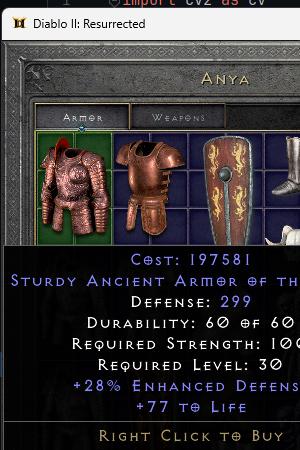 import cv2 as cv
Diablo II: Resurrected
Anya
Armor Weapons
Cost: 197581
Sturdy Ancient Armor of th
Defense: 299
Durability: 60 of 60
Required Strength: 100
Required Level: 30
+28% Enhanced Defens
+77 to Life
Right Click to Buy